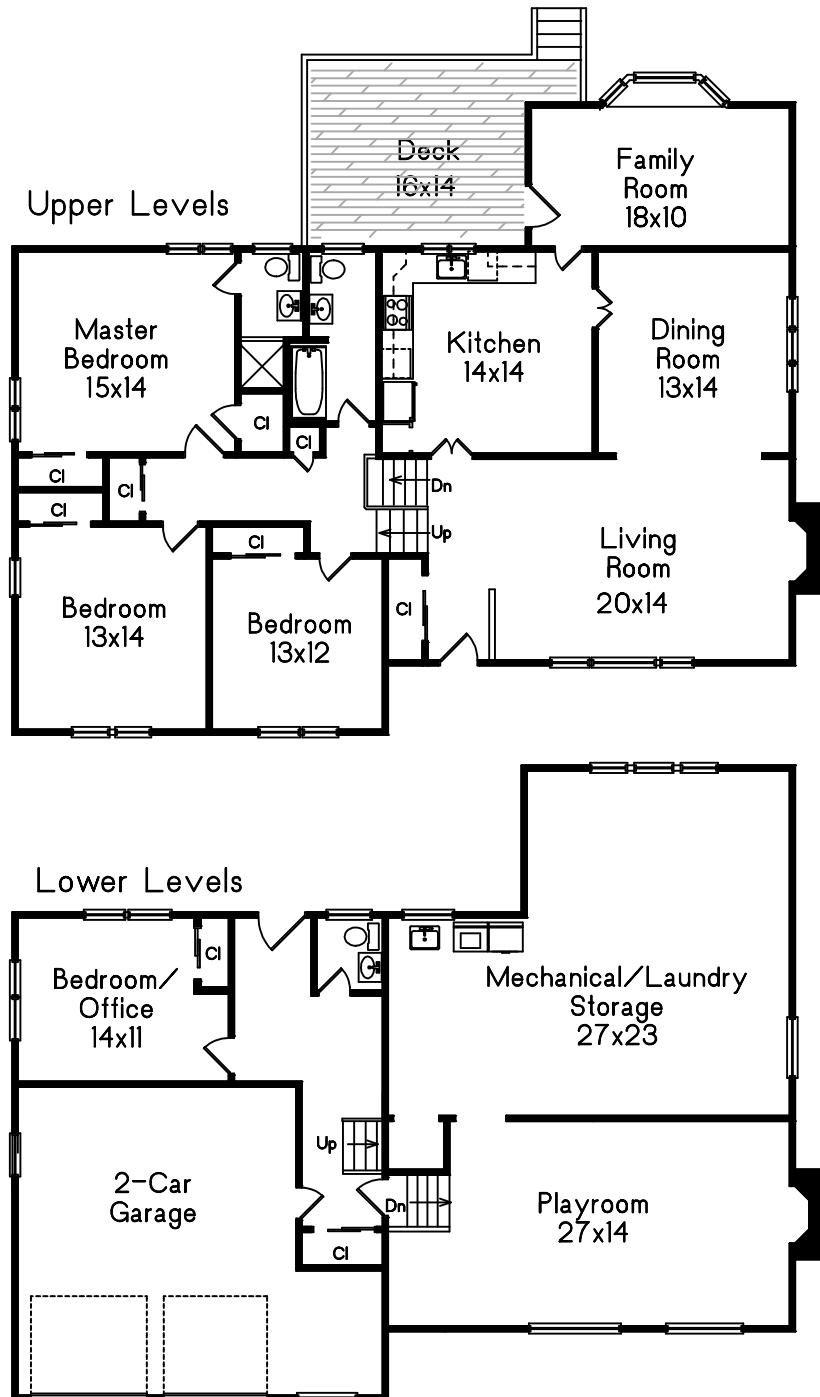 Deck
16x14
Family
Room
18x10
Upper Levels
Master
Bedroom
15x14
Kitchen
14x14
Dining
Room
13x14
Cl
Cl
Cl
Cl
Cl
Dn
Up
Living
Room
20x14
Cl
Cl
Bedroom
13x14
Bedroom
13x12
Lower Levels
Cl
Bedroom/
Office
14x11
Mechanical/Laundry
Storage
27x23
Up
2-Car
Garage
Dn
Playroom
27x14
Cl